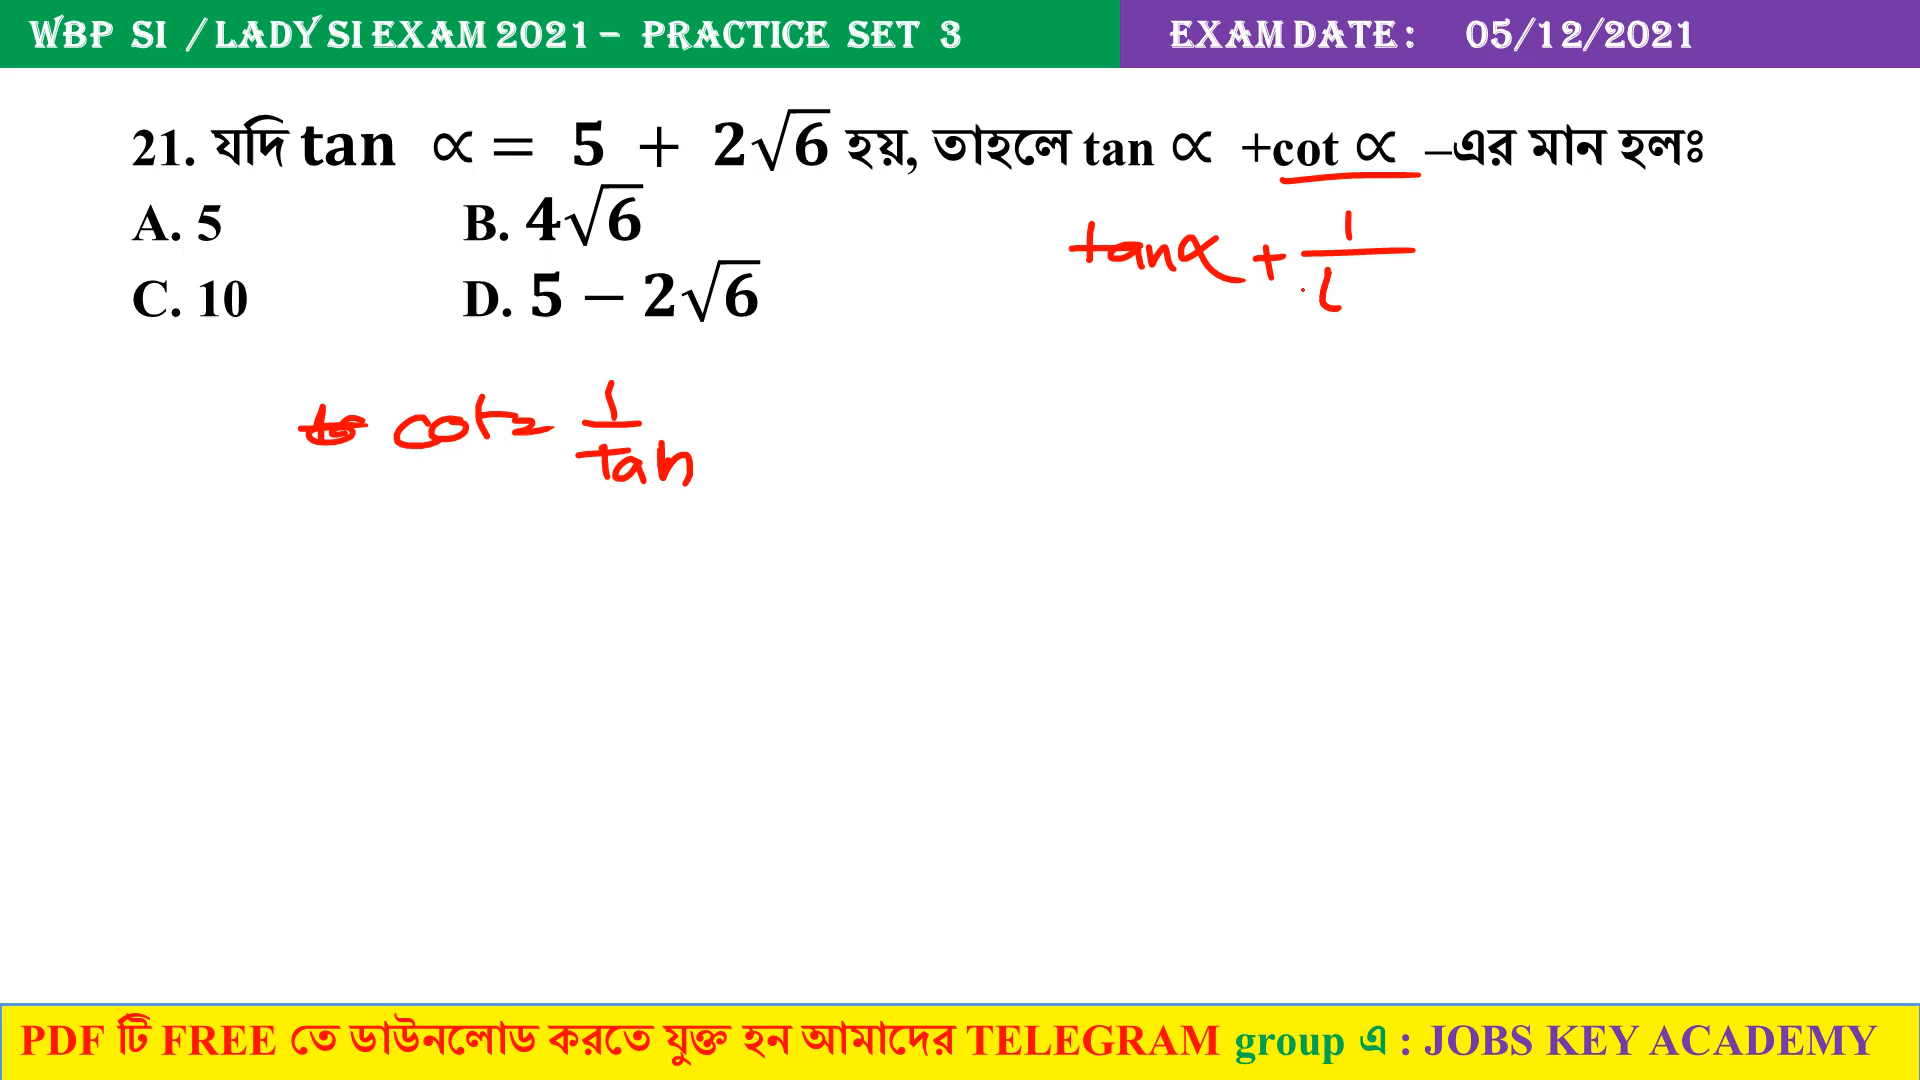 WBP SI / LADY SI EXAM 2021 – PRACTICE SET 3 EXAM DATE : 05/12/2021
21. যদি tan ∝ = 5 + 2√6 হয়, তাহলে tan ∝ +cot ∝ –এর মান হলঃ
A. 5 B. 4√6
C. 10 D. 5 − 2√6
tan∝ + 1/
cot = 1/tan
PDF টি FREE তে ডাউনলোড করতে যুক্ত হন আমাদের TELEGRAM group এ : JOBS KEY ACADEMY